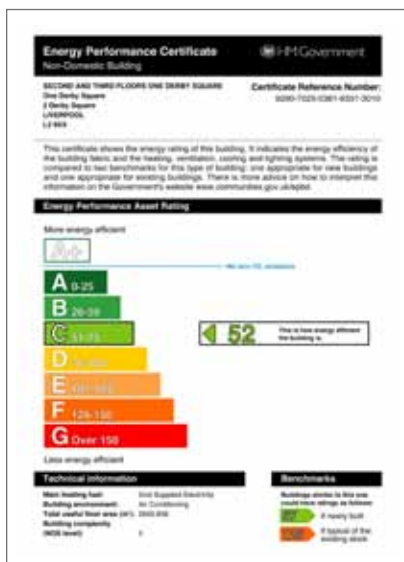 Energy Performance Certificate
HM Government
Non-Domestic Building
SECOND AND THIRD FLOORS ONE DERBY SQUARE
One Derby Square
2 Derby Square
LIVERPOOL
Certificate Reference Number:
This certificate shows the energy rating of this building. It indicates the energy efficiency of
the building fabric and the heating, ventilation, cooling and lighting systems. The rating is
compared to two benchmarks for this type of building: one appropriate for new buildings
and one appropriate for existing buildings. There is more advice on how to interpret this
information on the Government's website www.communities.gov.uk/epbd.
Energy Performance Asset Rating
More energy efficient
A+
A 0-25
B 26-50
C 51-75
52
This is how energy efficient
the building is.
D
E
F 126-150
G Over 150
Less energy efficient
Technical information
Main heating fuel: Grid Supplied Electricity
Building environment: Air Conditioning
Total useful floor area (m²):
Building complexity
(NOS level):
Benchmarks
Buildings similar to this one
could have ratings as follows:
If newly built
If typical of the
existing stock